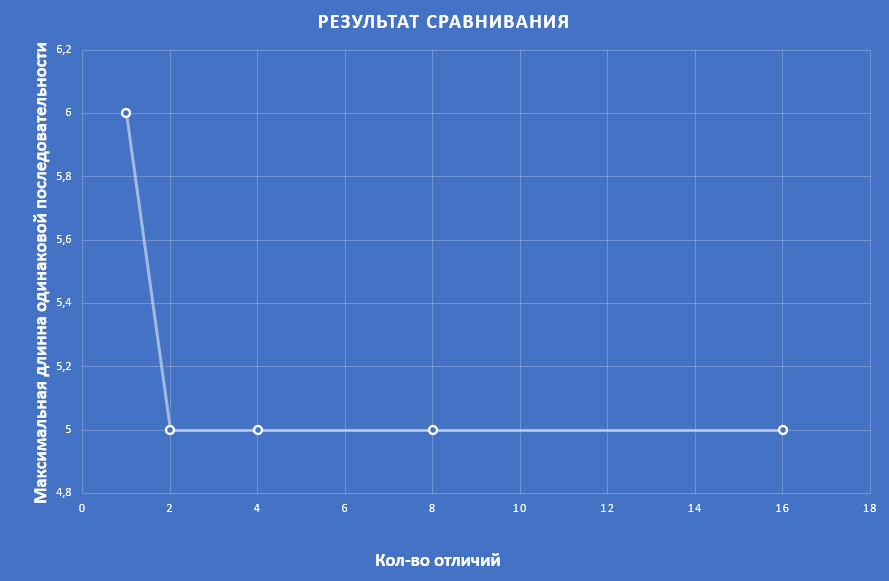 РЕЗУЛЬТАТ СРАВНИВАНИЯ
Максимальная длинна одинаковой последовательности
6,2
6
5,8
5,6
5,4
5,2
5
4,8
0 2 4 6 8 10 12 14 16 18
Кол-во отличий